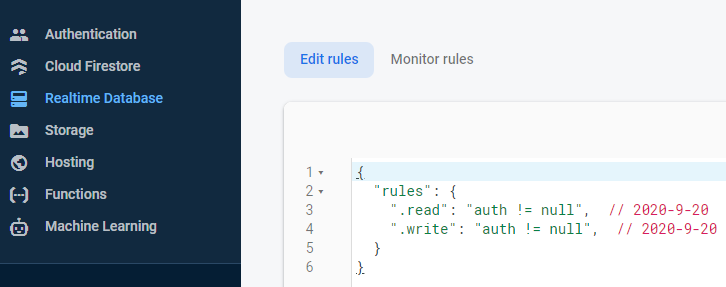 Authentication
Cloud Firestore
Realtime Database
Storage
Hosting
Functions
Machine Learning
Edit rules
Monitor rules
1 {
2 "rules": {
3 ".read": "auth != null", // 2020-9-20
4 ".write": "auth != null", // 2020-9-20
5 }
6 }